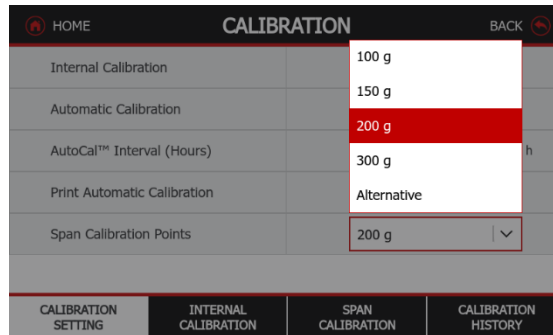 HOME
CALIBRATION
BACK
Internal Calibration
Automatic Calibration
AutoCal™ Interval (Hours)
h
Print Automatic Calibration
Span Calibration Points
100 g
150 g
200 g
300 g
Alternative
200 g
CALIBRATION
SETTING
INTERNAL
CALIBRATION
SPAN
CALIBRATION
CALIBRATION
HISTORY